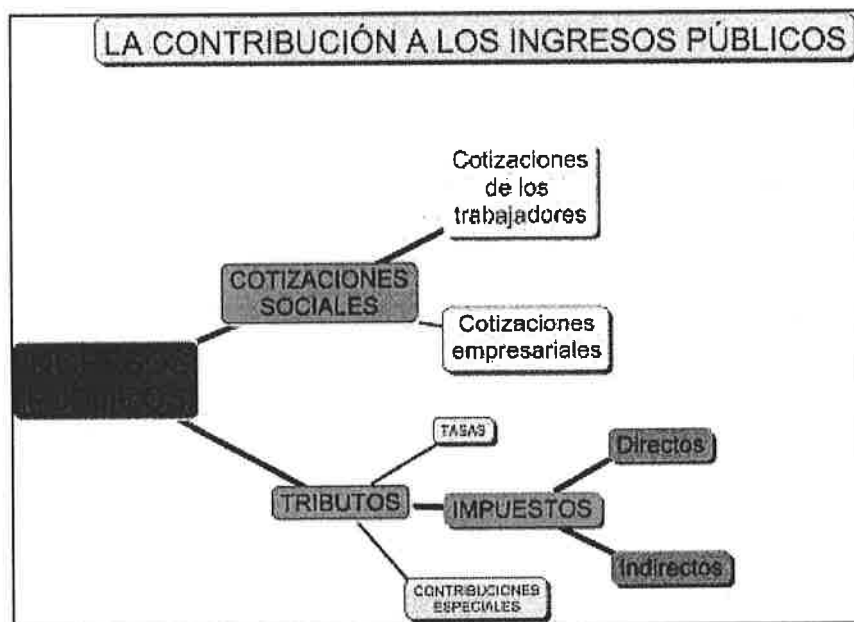 LA CONTRIBUCIÓN A LOS INGRESOS PÚBLICOS
Cotizaciones
de los
trabajadores
COTIZACIONES
SOCIALES
Cotizaciones
empresariales
TASAS
Directos
TRIBUTOS
IMPUESTOS
Indirectos
CONTRIBUCIONES
ESPECIALES